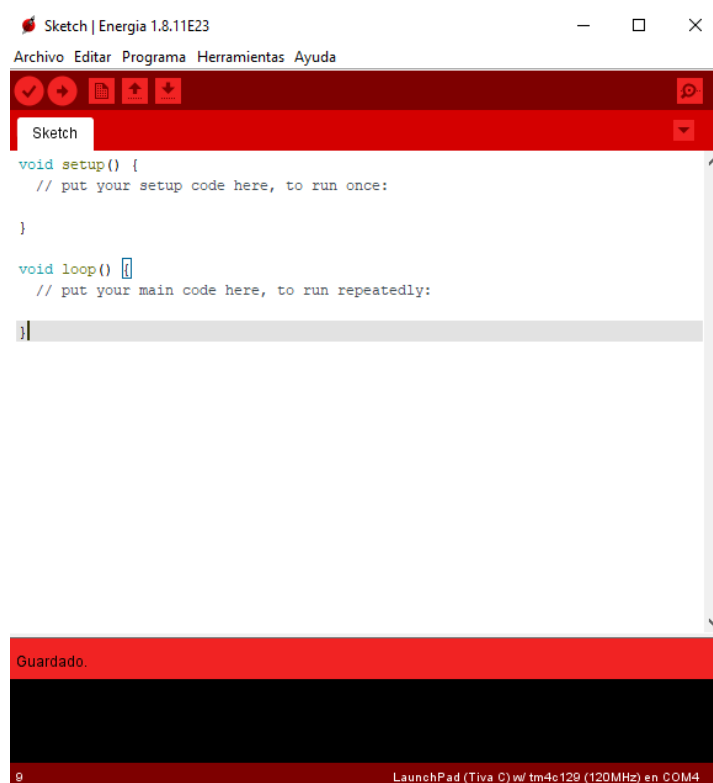 Sketch | Energia 1.8.11E23
Archivo Editar Programa Herramientas Ayuda
Sketch
void setup() {
// put your setup code here, to run once:
}
void loop() {
// put your main code here, to run repeatedly:
}
Guardado.
9 LaunchPad (Tiva C) w/ tm4c129 (120MHz) en COM4